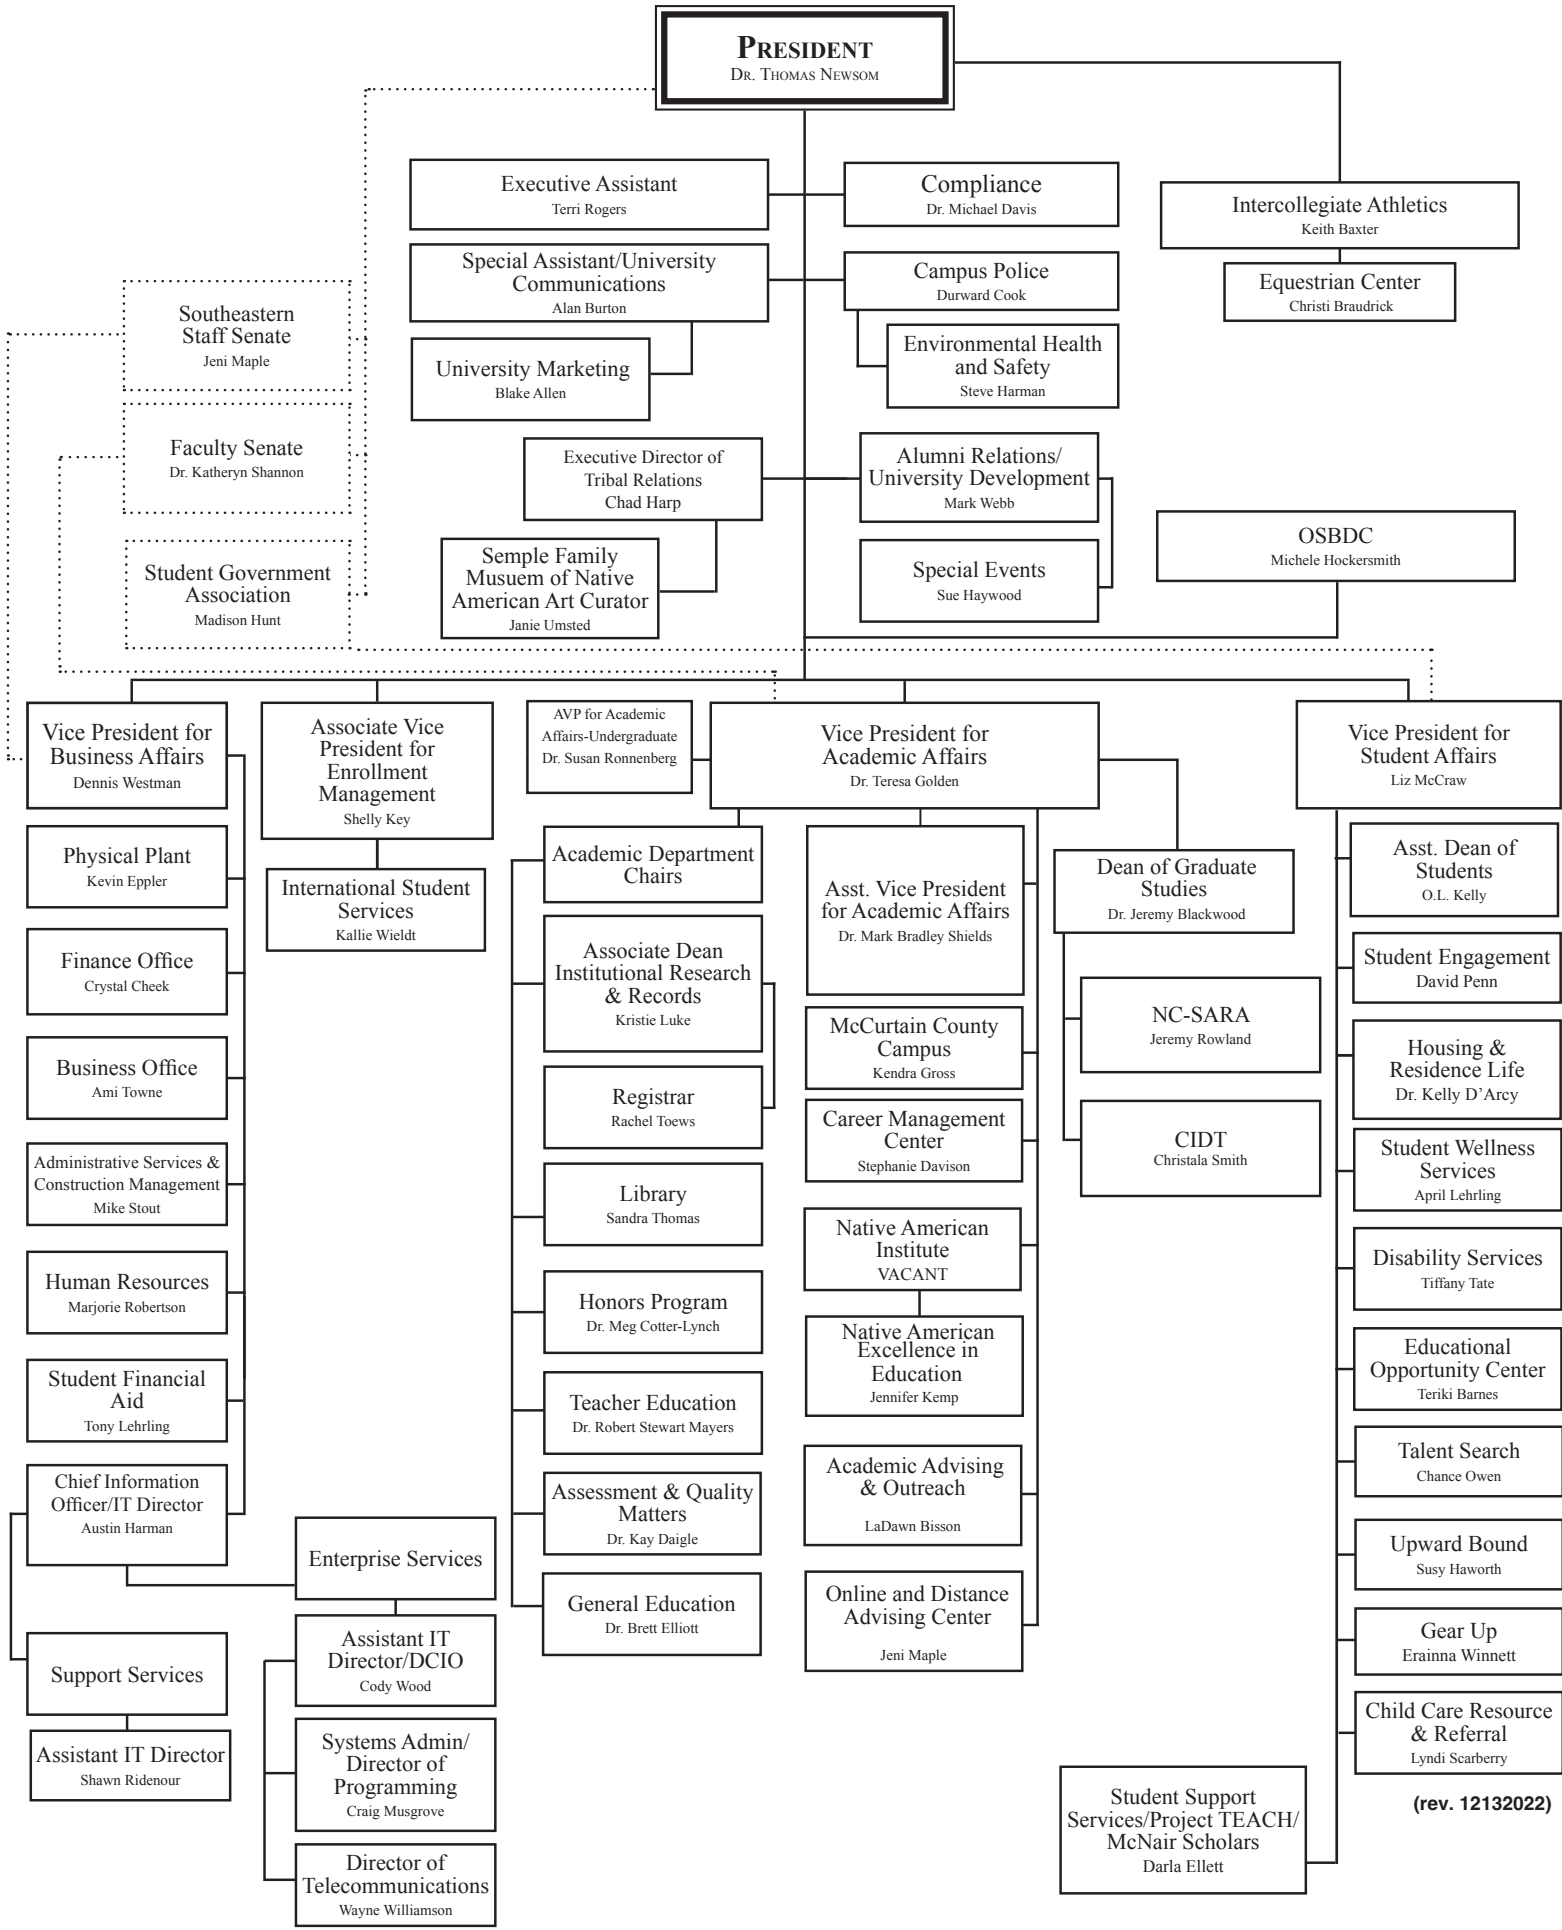 PRESIDENT
DR. THOMAS NEWSOM
Executive Assistant
Terri Rogers
Compliance
Dr. Michael Davis
Intercollegiate Athletics
Keith Baxter
Special Assistant/University
Communications
Alan Burton
Campus Police
Durward Cook
Equestrian Center
Christi Braudrick
Southeastern
Staff Senate
Jeni Maple
University Marketing
Blake Allen
Environmental Health
and Safety
Steve Harman
Faculty Senate
Dr. Katheryn Shannon
Executive Director of
Tribal Relations
Chad Harp
Alumni Relations/
University Development
Mark Webb
OSBDC
Michele Hockersmith
Student Government
Association
Madison Hunt
Semple Family
Musuem of Native
American Art Curator
Janie Umsted
Special Events
Sue Haywood
Vice President for
Business Affairs
Dennis Westman
Associate Vice
President for
Enrollment
Management
Shelly Key
AVP for Academic
Affairs-Undergraduate
Dr. Susan Ronnenberg
Vice President for
Academic Affairs
Dr. Teresa Golden
Vice President for
Student Affairs
Liz McCraw
Physical Plant
Kevin Eppler
Finance Office
Crystal Cheek
Business Office
Ami Towne
Administrative Services &
Construction Management
Mike Stout
Human Resources
Marjorie Robertson
Student Financial
Aid
Tony Lehrling
Chief Information
Officer/IT Director
Austin Harman
Support Services
Assistant IT Director
Shawn Ridenour
International Student
Services
Kallie Wieldt
Enterprise Services
Assistant IT
Director/DCIO
Cody Wood
Systems Admin/
Director of
Programming
Craig Musgrove
Director of
Telecommunications
Wayne Williamson
Academic Department
Chairs
Associate Dean
Institutional Research
& Records
Kristie Luke
Registrar
Rachel Toews
Library
Sandra Thomas
Honors Program
Dr. Meg Cotter-Lynch
Teacher Education
Dr. Robert Stewart Mayers
Assessment & Quality
Matters
Dr. Kay Daigle
General Education
Dr. Brett Elliott
Asst. Vice President
for Academic Affairs
Dr. Mark Bradley Shields
McCurtain County
Campus
Kendra Gross
Career Management
Center
Stephanie Davison
Native American
Institute
VACANT
Native American
Excellence in
Education
Jennifer Kemp
Academic Advising
& Outreach
LaDawn Bisson
Online and Distance
Advising Center
Jeni Maple
Dean of Graduate
Studies
Dr. Jeremy Blackwood
NC-SARA
Jeremy Rowland
CIDT
Christala Smith
Asst. Dean of
Students
O.L. Kelly
Student Engagement
David Penn
Housing &
Residence Life
Dr. Kelly D’Arcy
Student Wellness
Services
April Lehrling
Disability Services
Tiffany Tate
Educational
Opportunity Center
Teriki Barnes
Talent Search
Chance Owen
Upward Bound
Susy Haworth
Gear Up
Erainna Winnett
Child Care Resource
& Referral
Lyndi Scarberry
Student Support
Services/Project TEACH/
McNair Scholars
Darla Ellett
(rev. 12132022)